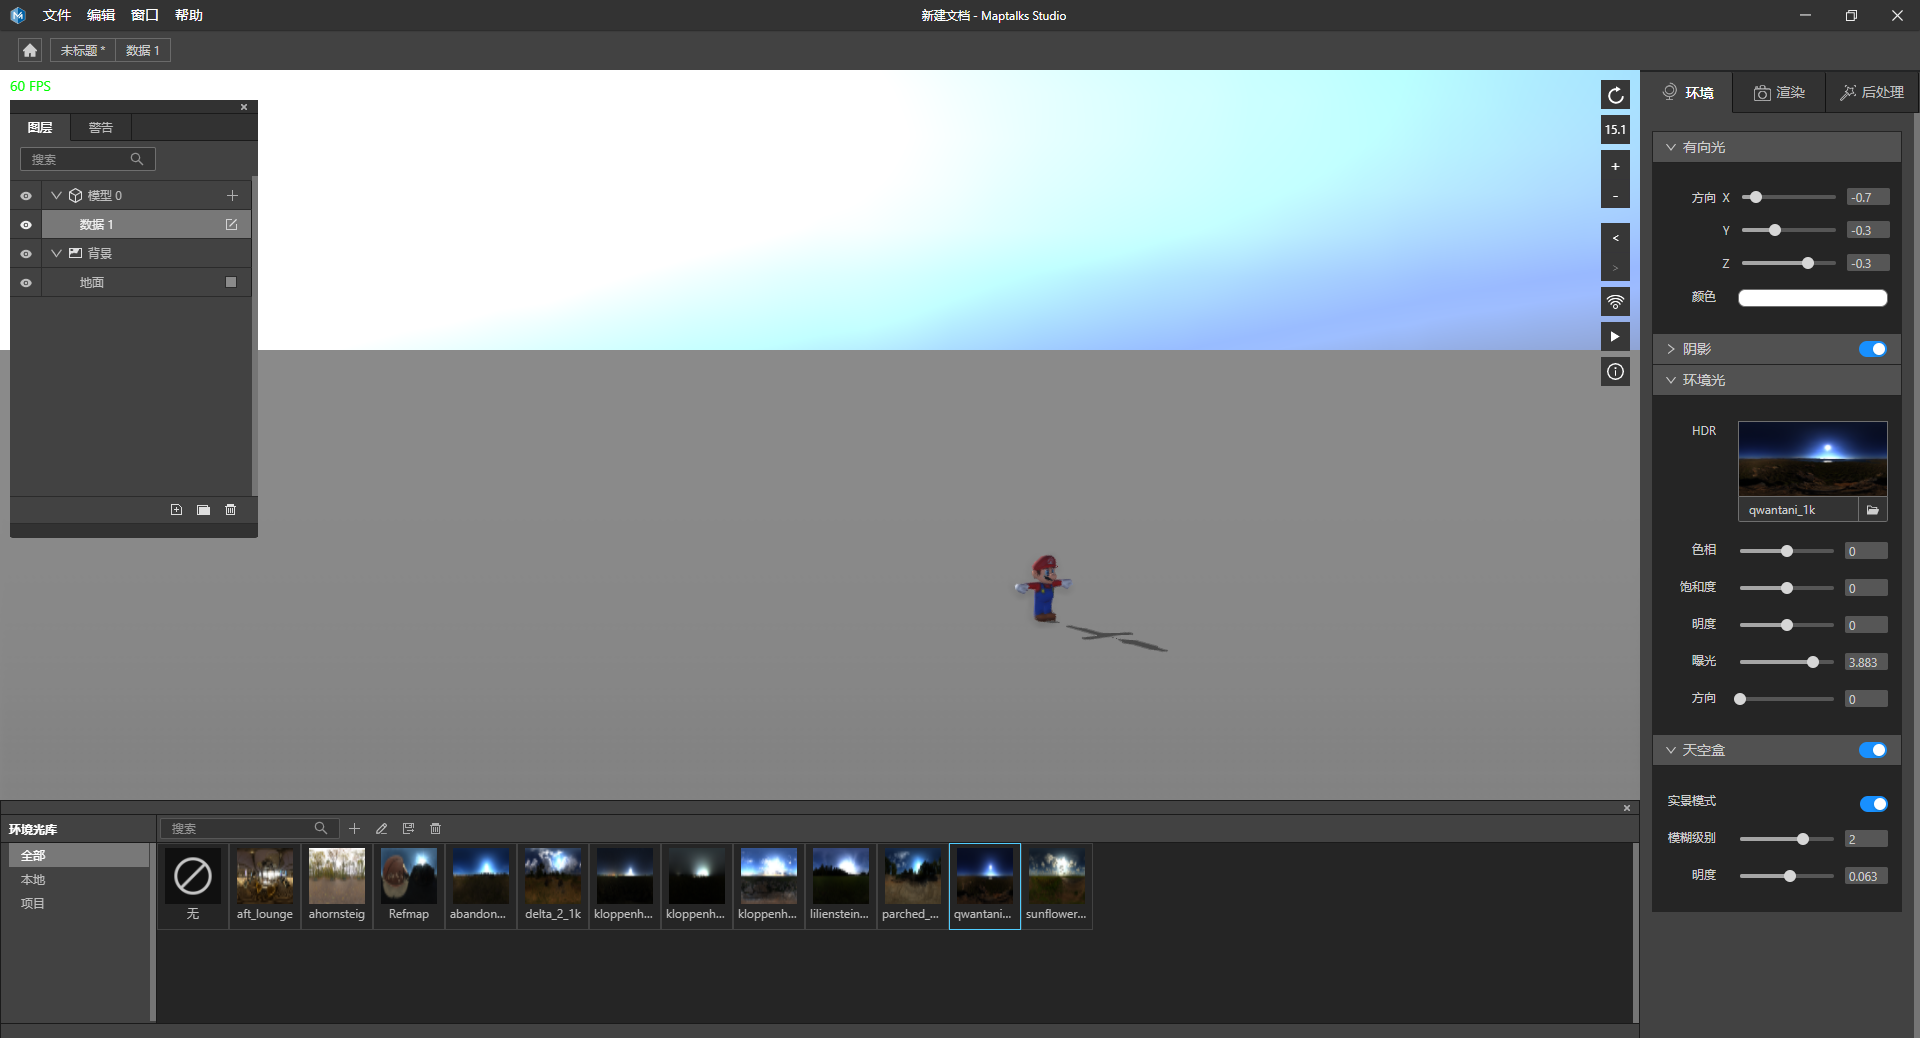 文件 编辑 窗口 帮助
新建文档 - Maptalks Studio
未标题 * 数据 1
60 FPS
图层 警告
搜索
模型 0
数据 1
背景
地面
15.1
+
-
<
>
环境 渲染 后处理
有向光
方向 X -0.7
Y -0.3
Z -0.3
颜色
阴影
环境光
HDR
qwantani_1k
色相 0
饱和度 0
明度 0
曝光 3.883
方向 0
天空盒
实景模式
模糊级别 2
明度 0.063
环境光库
搜索
全部
本地
项目
无 aft_lounge ahornsteig Refmap abandon... delta_2_1k kloppenh... kloppenh... kloppenh... lilienstein... parched_... qwantani... sunflower...